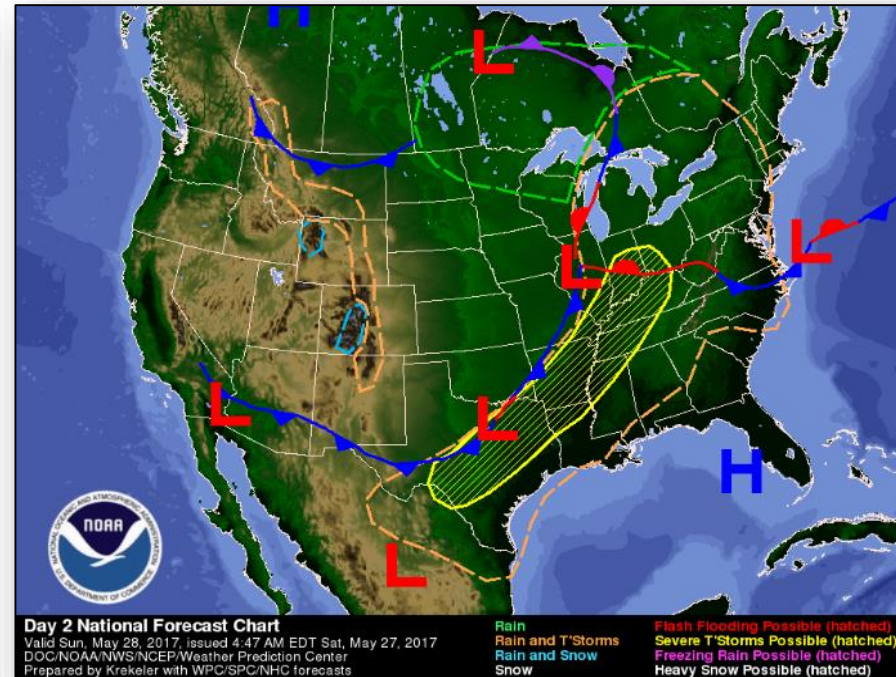 H
L
L
L
L
L
H
L
NATIONAL OCEANIC AND ATMOSPHERIC ADMINISTRATION
NOAA
U.S. DEPARTMENT OF COMMERCE
Day 2 National Forecast Chart
Valid Sun, May 28, 2017, issued 4:47 AM EDT Sat, May 27, 2017
DOC/NOAA/NWS/NCEP/Weather Prediction Center
Prepared by Krekeler with WPC/SPC/NHC forecasts
Rain
Rain and T'Storms
Rain and Snow
Snow
Flash Flooding Possible (hatched)
Severe T'Storms Possible (hatched)
Freezing Rain Possible (hatched)
Heavy Snow Possible (hatched)